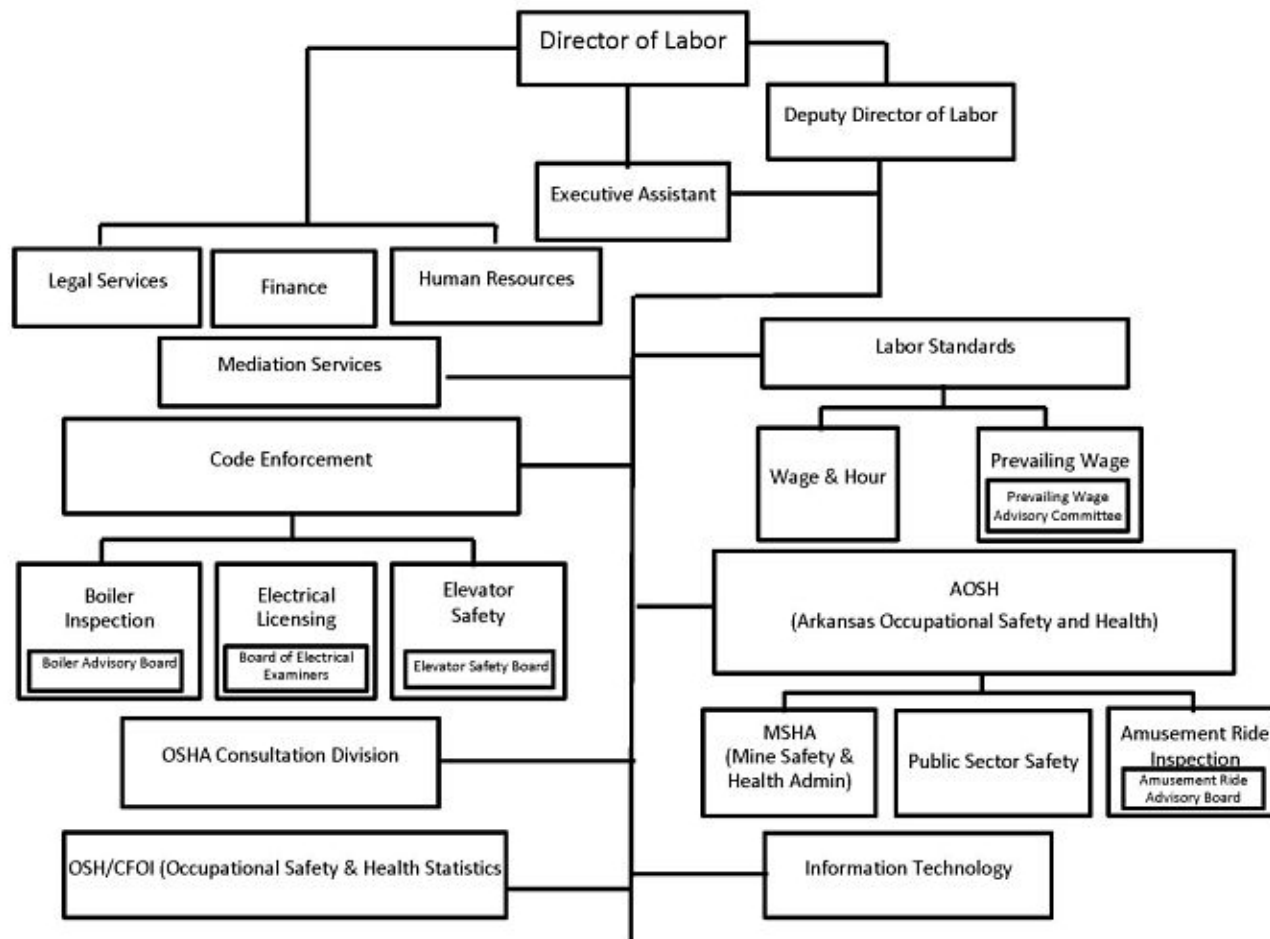 Director of Labor
Deputy Director of Labor
Executive Assistant
Legal Services
Finance
Human Resources
Mediation Services
Labor Standards
Code Enforcement
Wage & Hour
Prevailing Wage
Prevailing Wage
Advisory Committee
Boiler
Inspection
Boiler Advisory Board
Electrical
Licensing
Board of Electrical
Examiners
Elevator
Safety
Elevator Safety Board
AOSH
(Arkansas Occupational Safety and Health)
OSHA Consultation Division
MSHA
(Mine Safety &
Health Admin)
Public Sector Safety
Amusement Ride
Inspection
Amusement Ride
Advisory Board
OSH/CFOI (Occupational Safety & Health Statistics
Information Technology